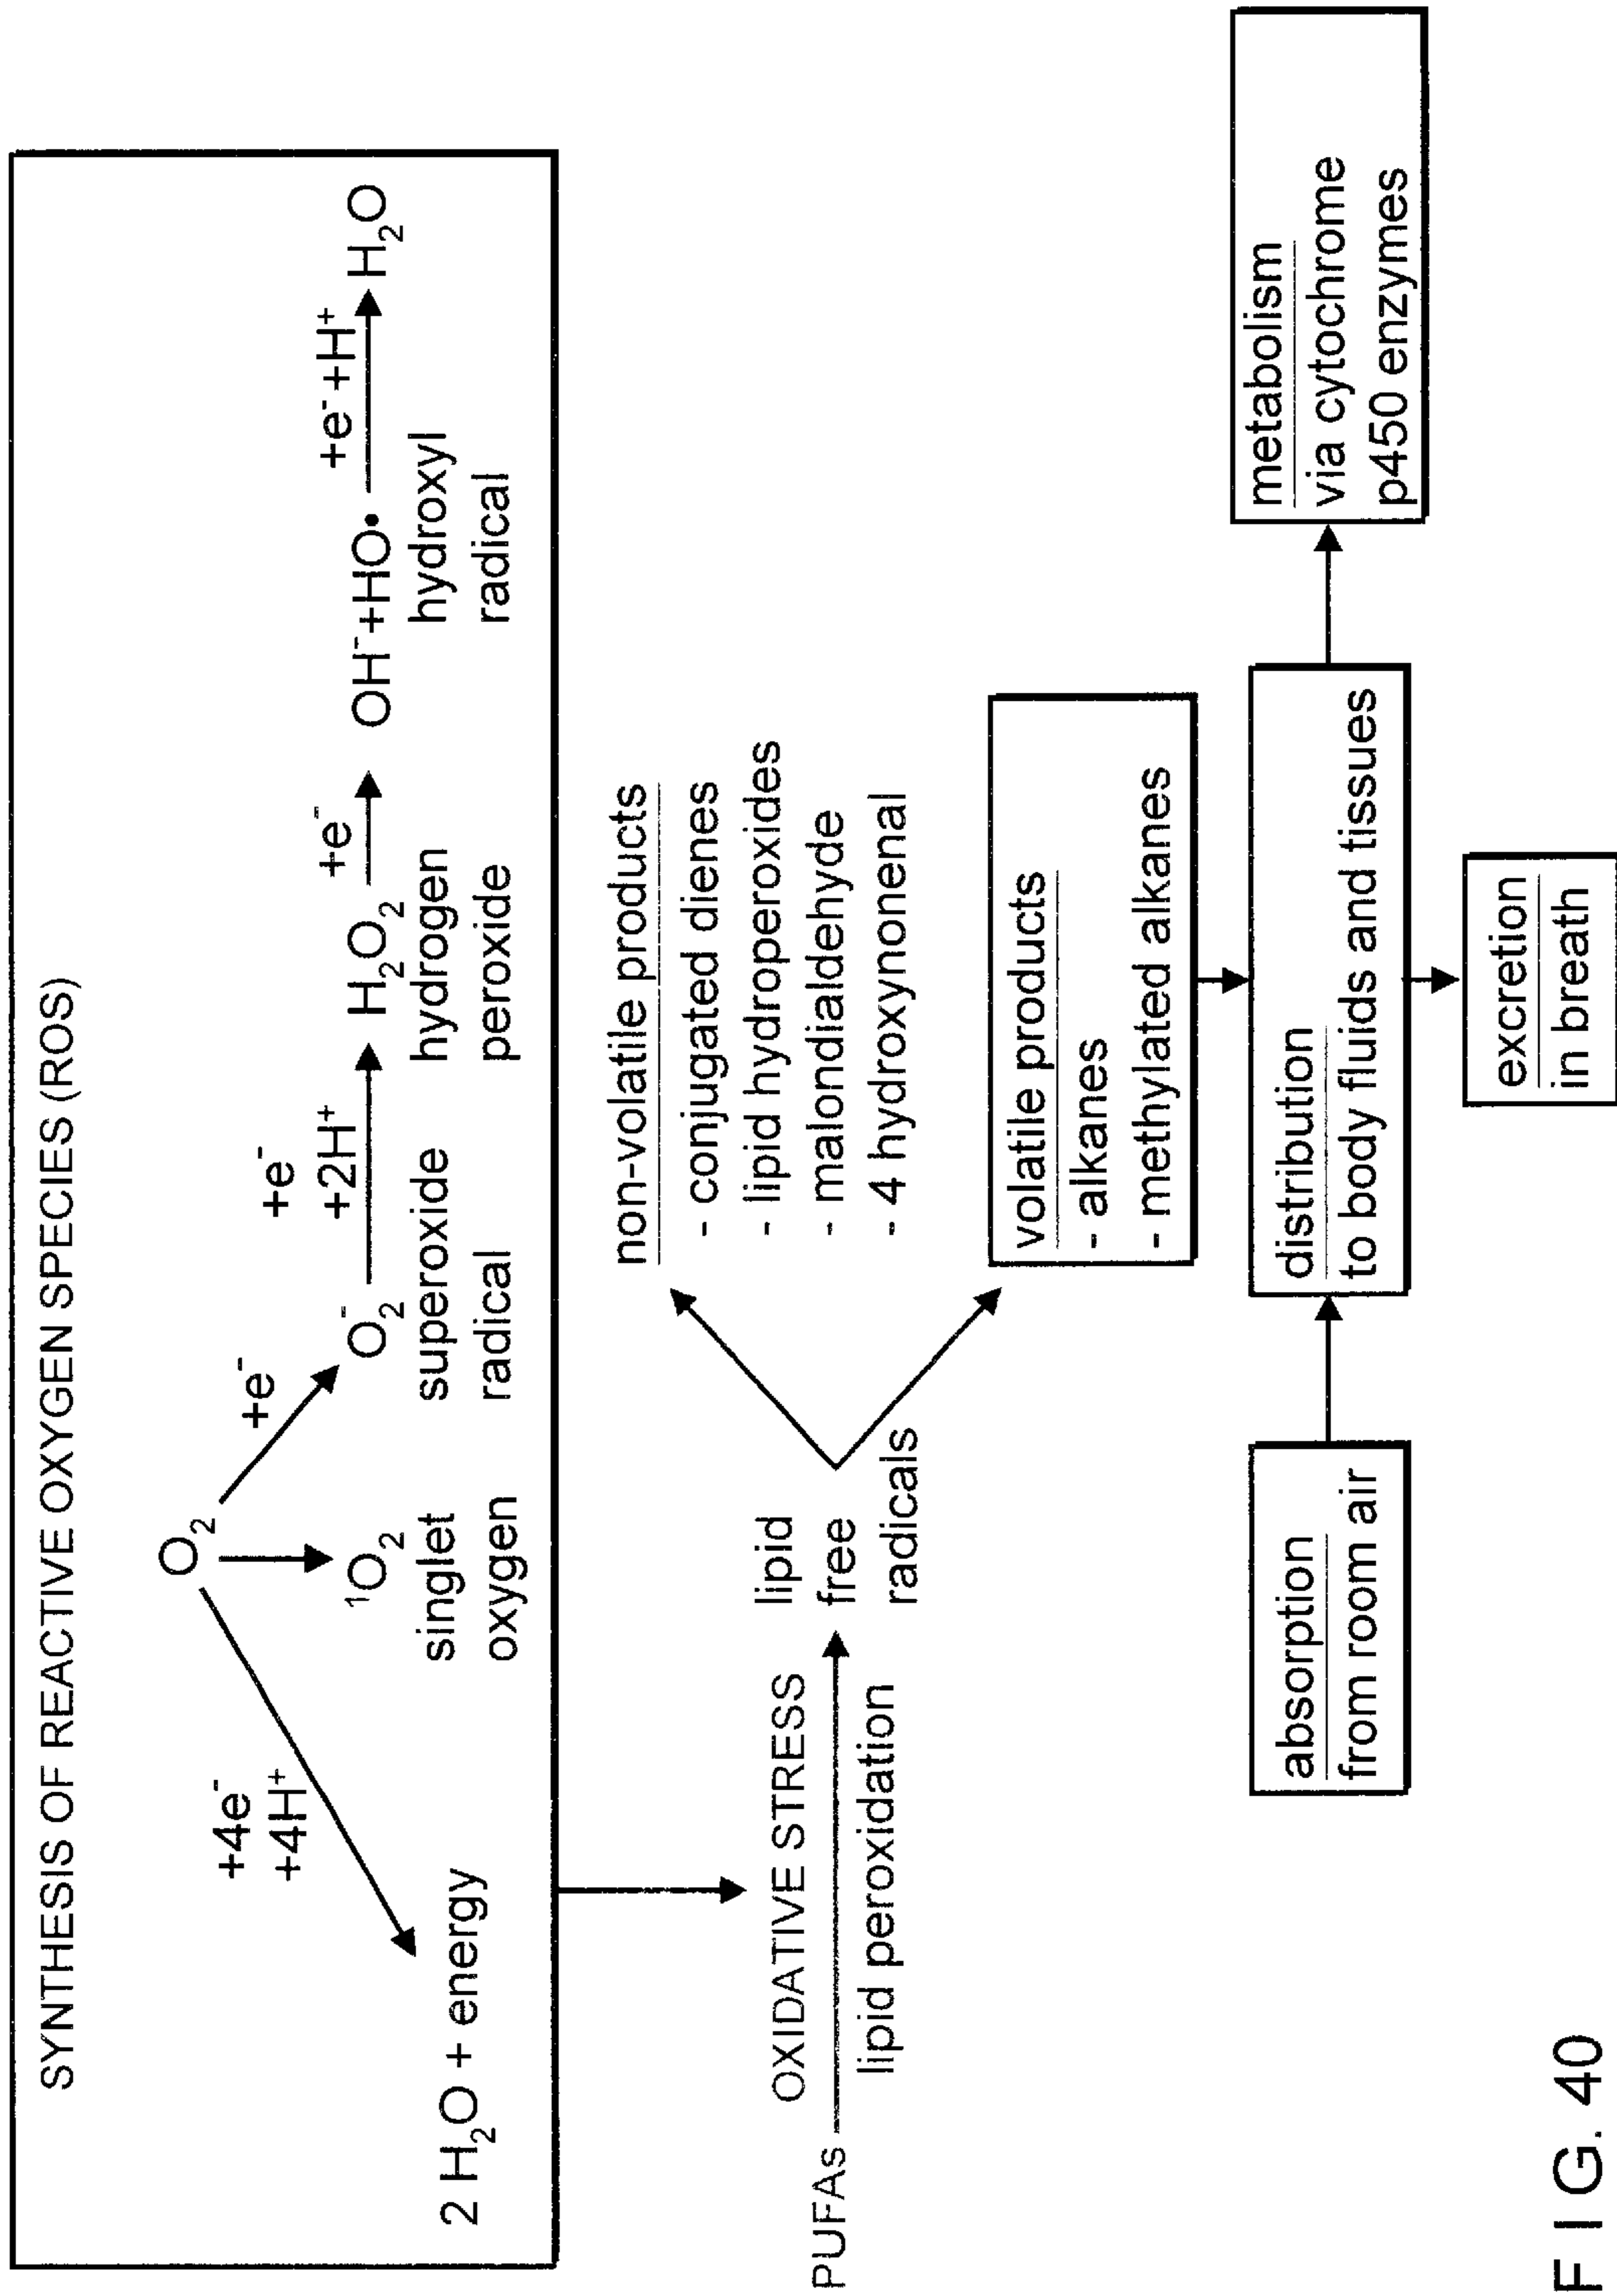 SYNTHESIS OF REACTIVE OXYGEN SPECIES (ROS)
O₂
+4e⁻
+4H⁺
+e⁻
+e⁻
+2H⁺
+e⁻
+e⁻+H⁺
2 H₂O + energy
¹O₂
singlet
oxygen
O₂⁻
superoxide
radical
H₂O₂
hydrogen
peroxide
OH⁻+HO•
hydroxyl
radical
H₂O
PUFAs
OXIDATIVE STRESS
lipid peroxidation
lipid
free
radicals
non-volatile products
- conjugated dienes
- lipid hydroperoxides
- malondialdehyde
- 4 hydroxynonenal
volatile products
- alkanes
- methylated alkanes
absorption
from room air
distribution
to body fluids and tissues
metabolism
via cytochrome
p450 enzymes
excretion
in breath
FIG. 40